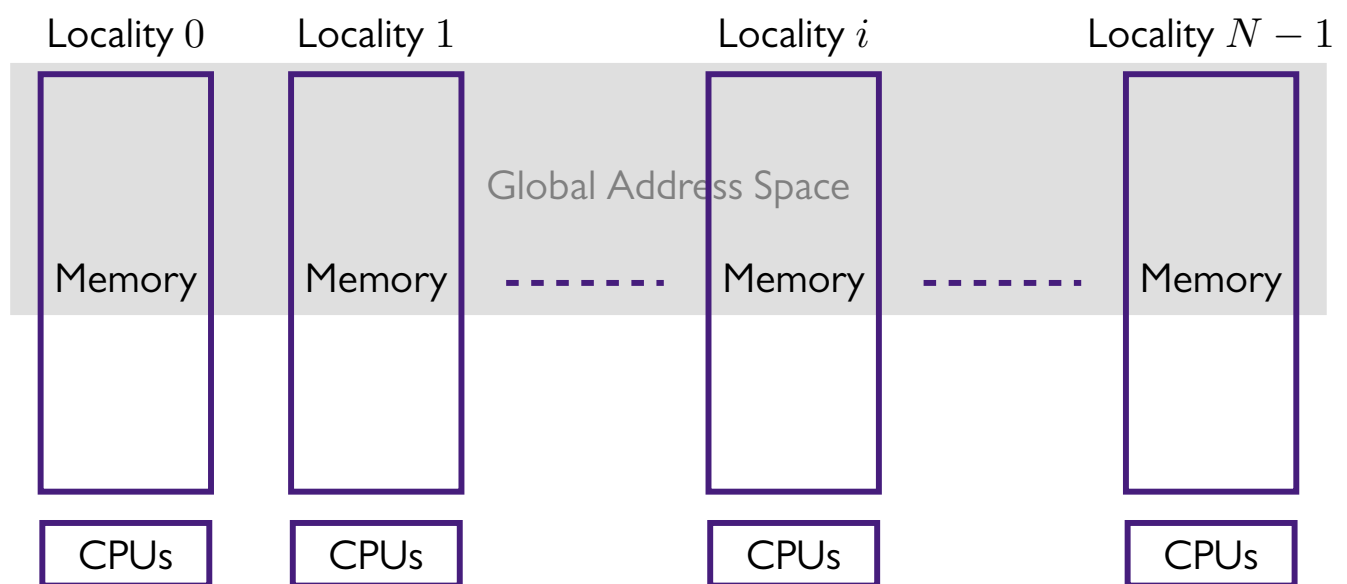 Locality 0 Locality 1 Locality i Locality N − 1
Global Address Space
Memory Memory Memory Memory
CPUs CPUs CPUs CPUs